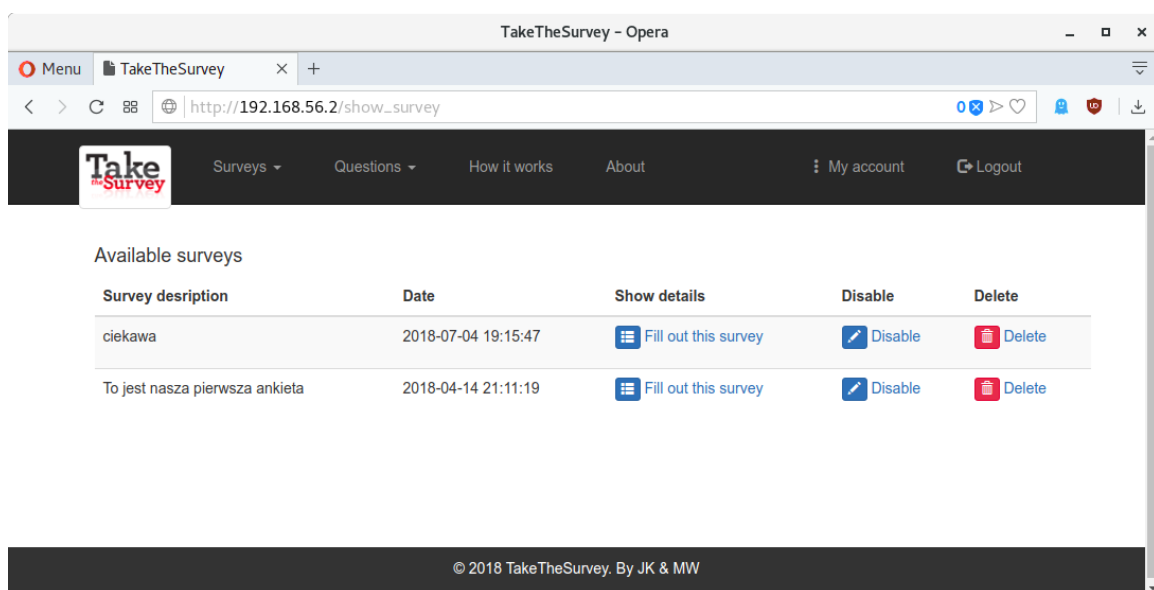 TakeTheSurvey - Opera
Menu TakeTheSurvey
http://192.168.56.2/show_survey 0
Take the Survey Surveys Questions How it works About My account Logout
Available surveys
Survey desription Date Show details Disable Delete
ciekawa 2018-07-04 19:15:47 Fill out this survey Disable Delete
To jest nasza pierwsza ankieta 2018-04-14 21:11:19 Fill out this survey Disable Delete
© 2018 TakeTheSurvey. By JK & MW